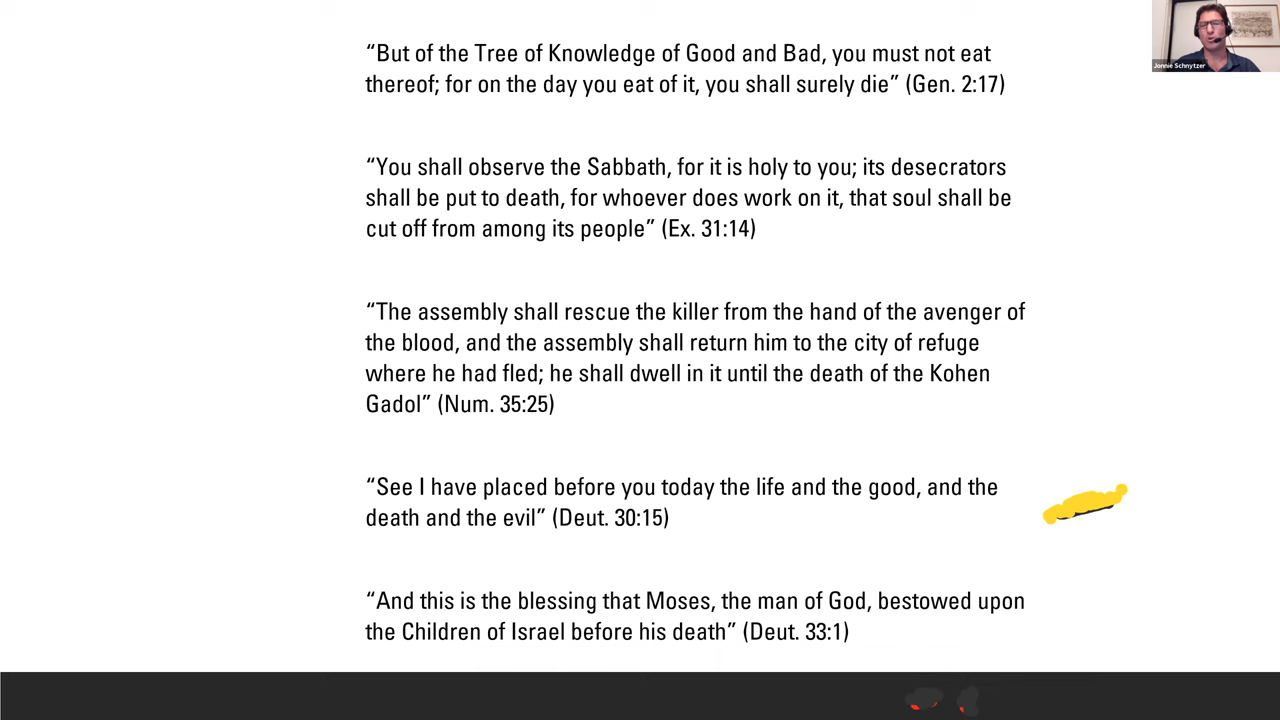 “But of the Tree of Knowledge of Good and Bad, you must not eat
thereof; for on the day you eat of it, you shall surely die” (Gen. 2:17)
“You shall observe the Sabbath, for it is holy to you; its desecrators
shall be put to death, for whoever does work on it, that soul shall be
cut off from among its people” (Ex. 31:14)
“The assembly shall rescue the killer from the hand of the avenger of
the blood, and the assembly shall return him to the city of refuge
where he had fled; he shall dwell in it until the death of the Kohen
Gadol” (Num. 35:25)
“See I have placed before you today the life and the good, and the
death and the evil” (Deut. 30:15)
“And this is the blessing that Moses, the man of God, bestowed upon
the Children of Israel before his death” (Deut. 33:1)
Jonnie Schnytzer